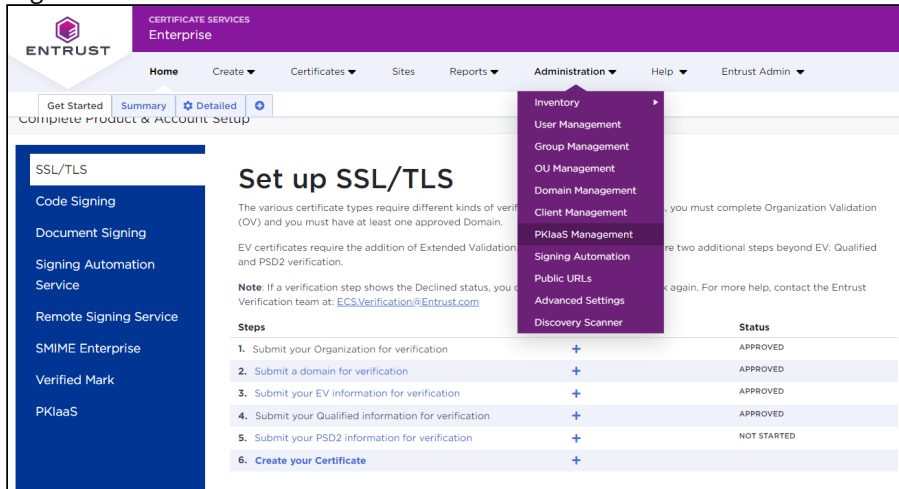 ENTRUST
CERTIFICATE SERVICES
Enterprise
Home Create Certificates Sites Reports Administration Help Entrust Admin
Get Started Summary Detailed
Complete Product & Account Setup
Inventory
User Management
Group Management
OU Management
Domain Management
Client Management
PKIaaS Management
Signing Automation
Public URLs
Advanced Settings
Discovery Scanner
SSL/TLS
Code Signing
Document Signing
Signing Automation
Service
Remote Signing Service
SMIME Enterprise
Verified Mark
PKIaaS
Set up SSL/TLS
The various certificate types require different kinds of verif , you must complete Organization Validation
(OV) and you must have at least one approved Domain.
EV certificates require the addition of Extended Validation re two additional steps beyond EV: Qualified
and PSD2 verification.
Note: If a verification step shows the Declined status, you k again. For more help, contact the Entrust
Verification team at: ECS.Verification@Entrust.com
Steps Status
1. Submit your Organization for verification + APPROVED
2. Submit a domain for verification + APPROVED
3. Submit your EV information for verification + APPROVED
4. Submit your Qualified information for verification + APPROVED
5. Submit your PSD2 information for verification + NOT STARTED
6. Create your Certificate +